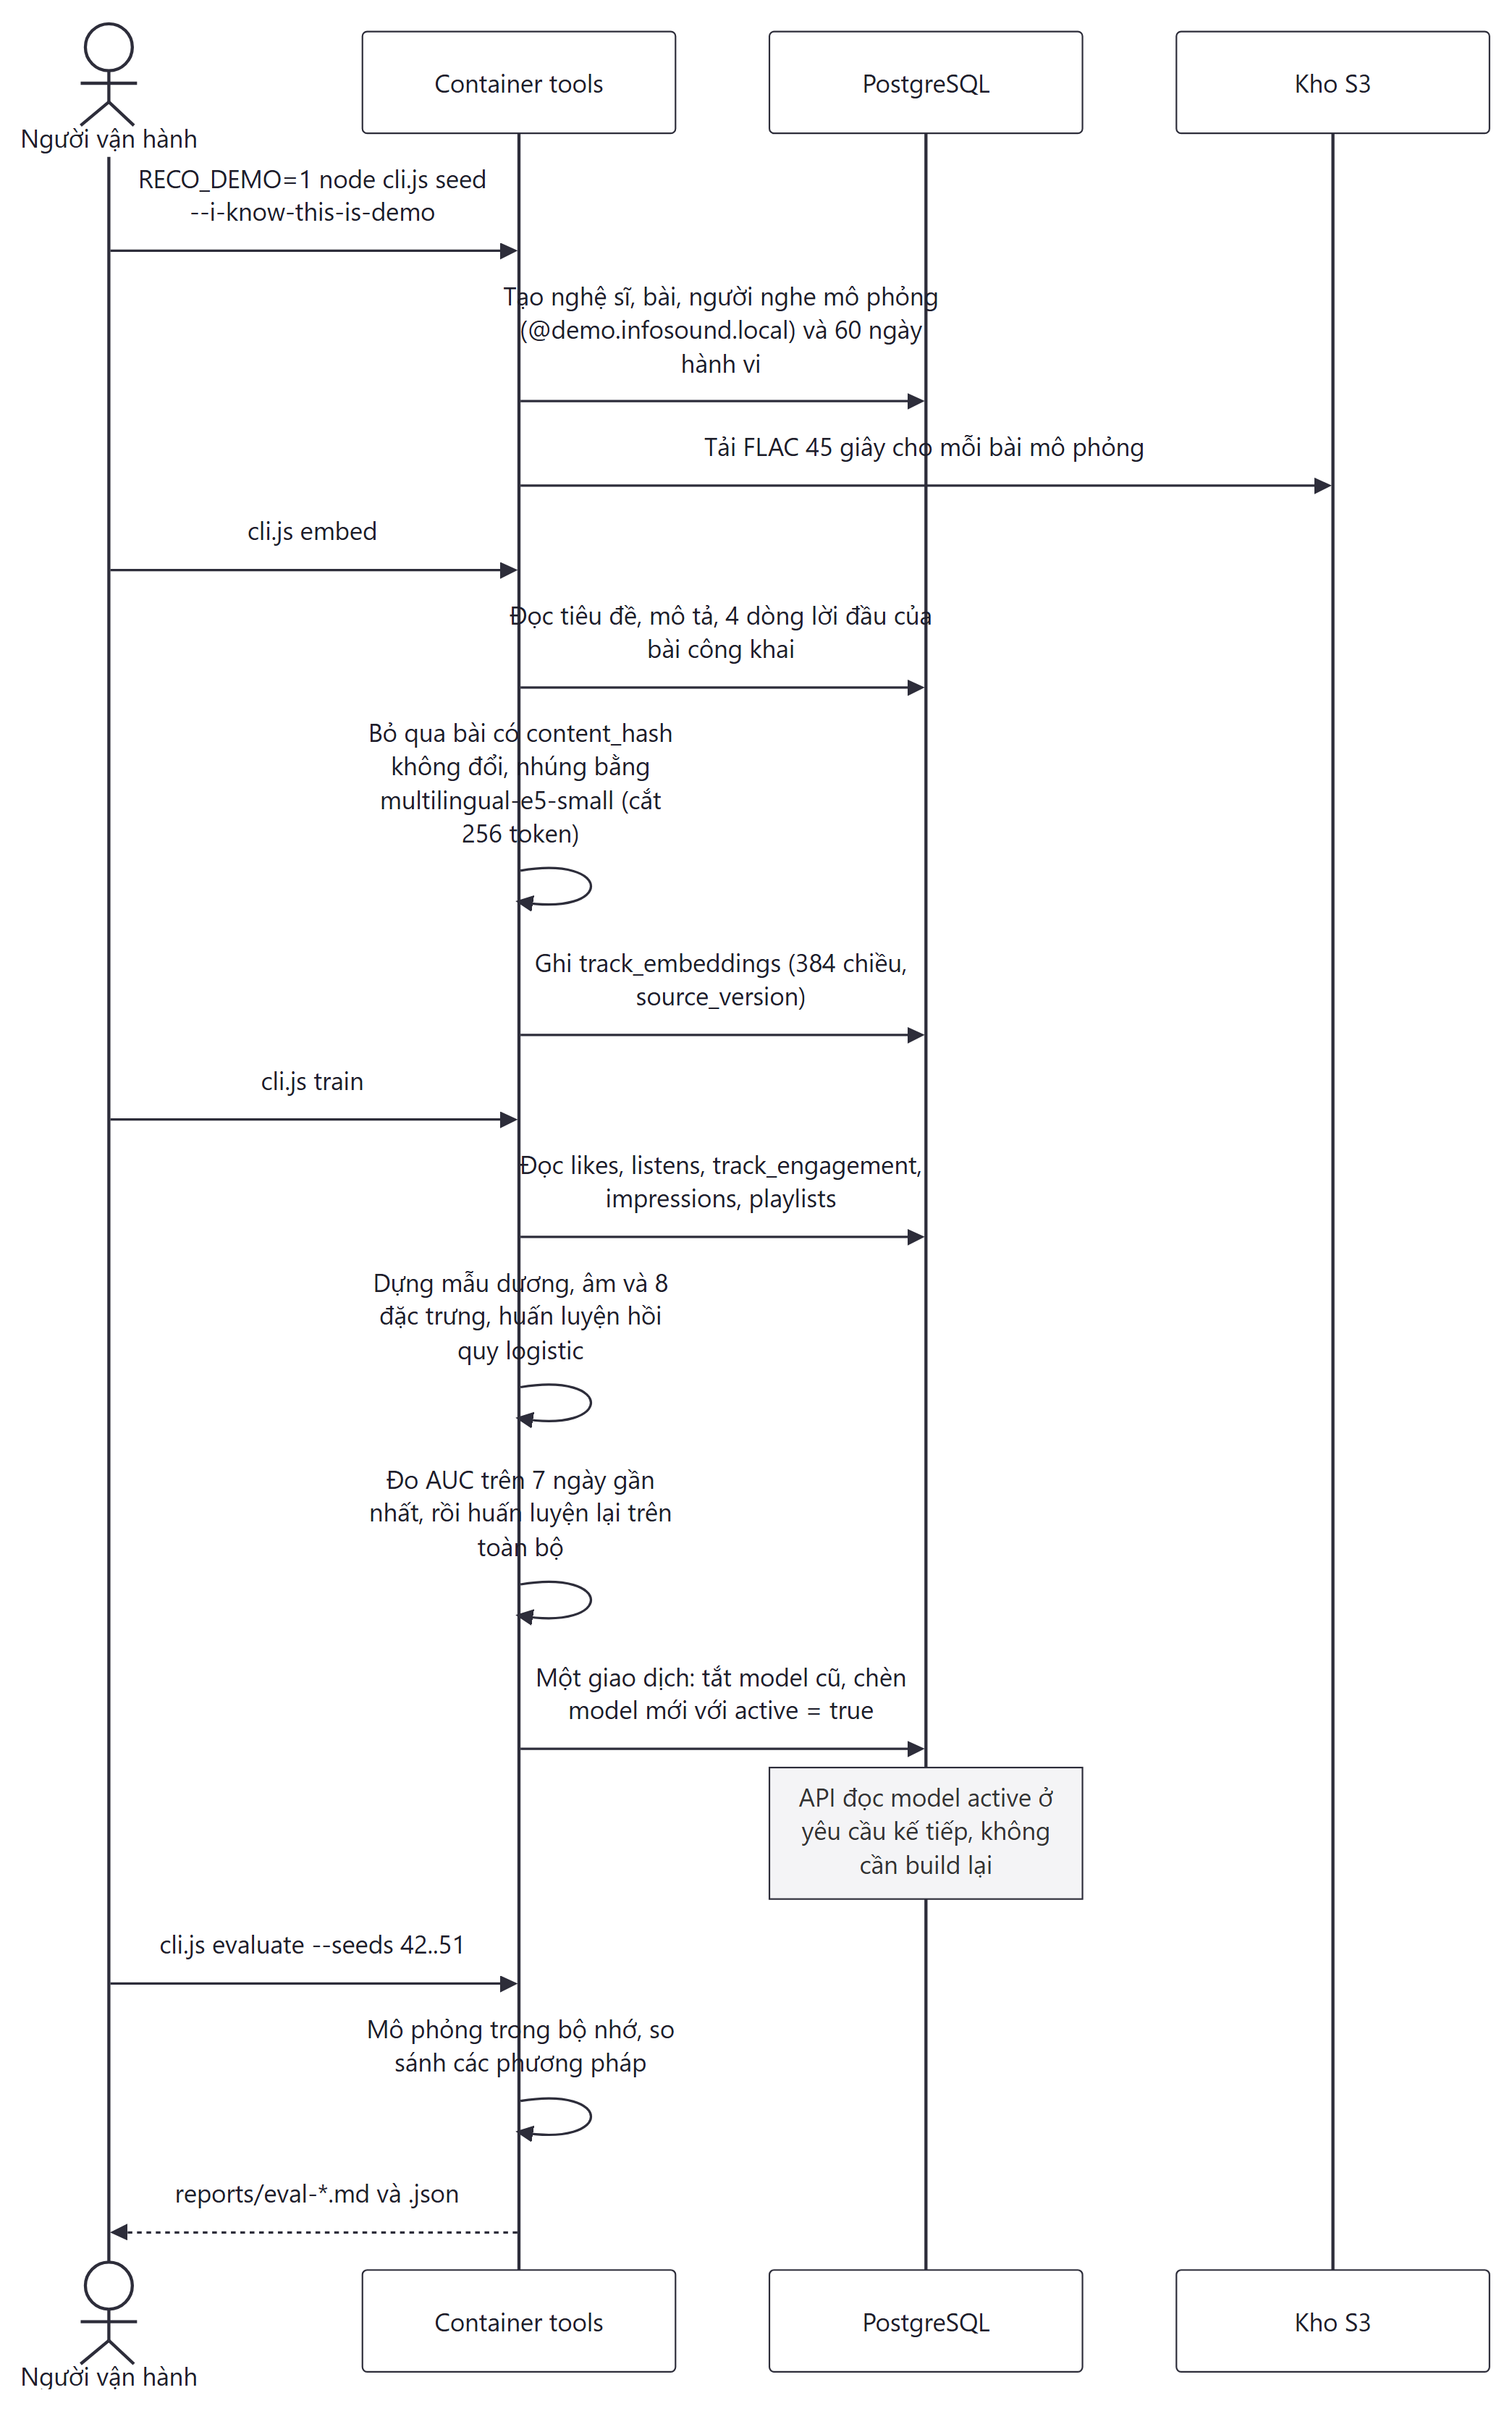 Người vận hành
Container tools
PostgreSQL
Kho S3
RECO_DEMO=1 node cli.js seed
--i-know-this-is-demo
Tạo nghệ sĩ, bài, người nghe mô phỏng
(@demo.infosound.local) và 60 ngày
hành vi
Tải FLAC 45 giây cho mỗi bài mô phỏng
cli.js embed
Đọc tiêu đề, mô tả, 4 dòng lời đầu của
bài công khai
Bỏ qua bài có content_hash
không đổi, nhúng bằng
multilingual-e5-small (cắt
256 token)
Ghi track_embeddings (384 chiều,
source_version)
cli.js train
Đọc likes, listens, track_engagement,
impressions, playlists
Dựng mẫu dương, âm và 8
đặc trưng, huấn luyện hồi
quy logistic
Đo AUC trên 7 ngày gần
nhất, rồi huấn luyện lại trên
toàn bộ
Một giao dịch: tắt model cũ, chèn
model mới với active = true
API đọc model active ở
yêu cầu kế tiếp, không
cần build lại
cli.js evaluate --seeds 42..51
Mô phỏng trong bộ nhớ, so
sánh các phương pháp
reports/eval-*.md và .json
Người vận hành
Container tools
PostgreSQL
Kho S3